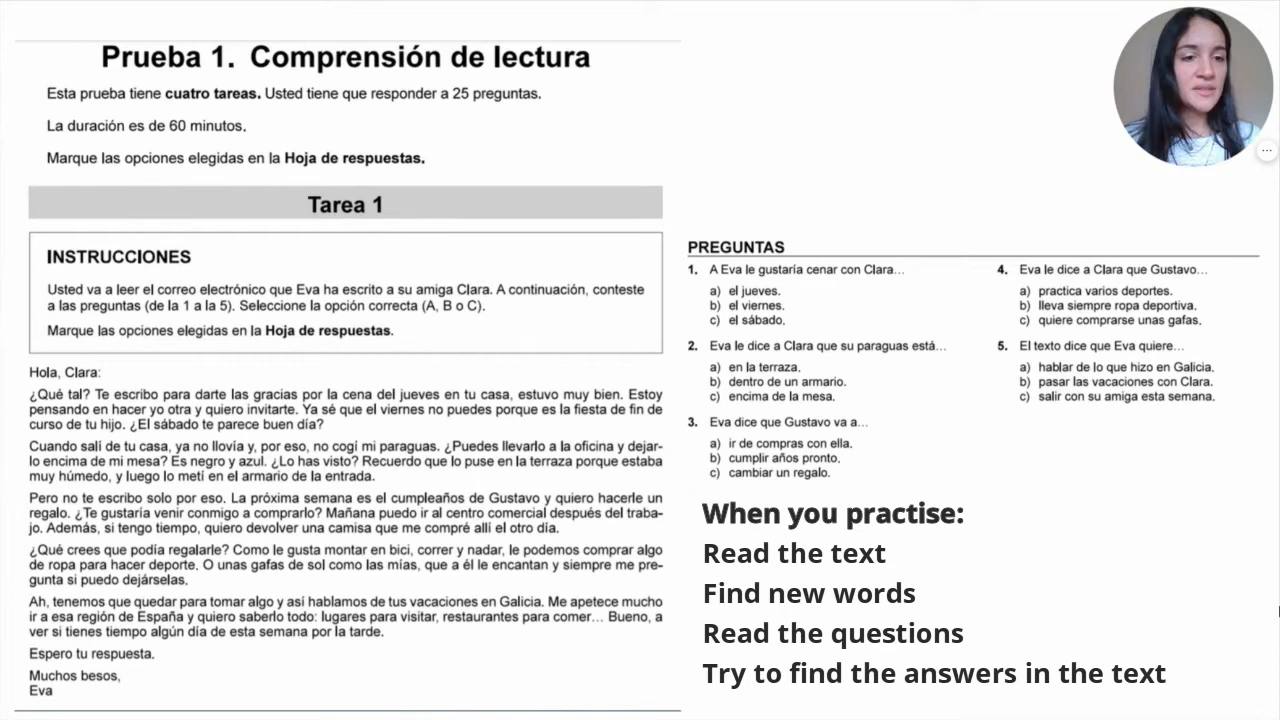 Prueba 1. Comprensión de lectura
Esta prueba tiene cuatro tareas. Usted tiene que responder a 25 preguntas.
La duración es de 60 minutos.
Marque las opciones elegidas en la Hoja de respuestas.
Tarea 1
INSTRUCCIONES
Usted va a leer el correo electrónico que Eva ha escrito a su amiga Clara. A continuación, conteste
a las preguntas (de la 1 a la 5). Seleccione la opción correcta (A, B o C).
Marque las opciones elegidas en la Hoja de respuestas.
Hola, Clara:
¿Qué tal? Te escribo para darte las gracias por la cena del jueves en tu casa, estuvo muy bien. Estoy
pensando en hacer yo otra y quiero invitarte. Ya sé que el viernes no puedes porque es la fiesta de fin de
curso de tu hijo. ¿El sábado te parece buen día?
Cuando salí de tu casa, ya no llovía y, por eso, no cogí mi paraguas. ¿Puedes llevarlo a la oficina y dejar-
lo encima de mi mesa? Es negro y azul. ¿Lo has visto? Recuerdo que lo puse en la terraza porque estaba
muy húmedo, y luego lo metí en el armario de la entrada.
Pero no te escribo solo por eso. La próxima semana es el cumpleaños de Gustavo y quiero hacerle un
regalo. ¿Te gustaría venir conmigo a comprarlo? Mañana puedo ir al centro comercial después del traba-
jo. Además, si tengo tiempo, quiero devolver una camisa que me compré allí el otro día.
¿Qué crees que podía regalarle? Como le gusta montar en bici, correr y nadar, le podemos comprar algo
de ropa para hacer deporte. O unas gafas de sol como las mías, que a él le encantan y siempre me pre-
gunta si puedo dejárselas.
Ah, tenemos que quedar para tomar algo y así hablamos de tus vacaciones en Galicia. Me apetece mucho
ir a esa región de España y quiero saberlo todo: lugares para visitar, restaurantes para comer… Bueno, a
ver si tienes tiempo algún día de esta semana por la tarde.
Espero tu respuesta.
Muchos besos,
Eva
PREGUNTAS
1. A Eva le gustaría cenar con Clara…
a) el jueves.
b) el viernes.
c) el sábado.
2. Eva le dice a Clara que su paraguas está…
a) en la terraza.
b) dentro de un armario.
c) encima de la mesa.
3. Eva dice que Gustavo va a…
a) ir de compras con ella.
b) cumplir años pronto.
c) cambiar un regalo.
4. Eva le dice a Clara que Gustavo…
a) practica varios deportes.
b) lleva siempre ropa deportiva.
c) quiere comprarse unas gafas.
5. El texto dice que Eva quiere…
a) hablar de lo que hizo en Galicia.
b) pasar las vacaciones con Clara.
c) salir con su amiga esta semana.
When you practise:
Read the text
Find new words
Read the questions
Try to find the answers in the text